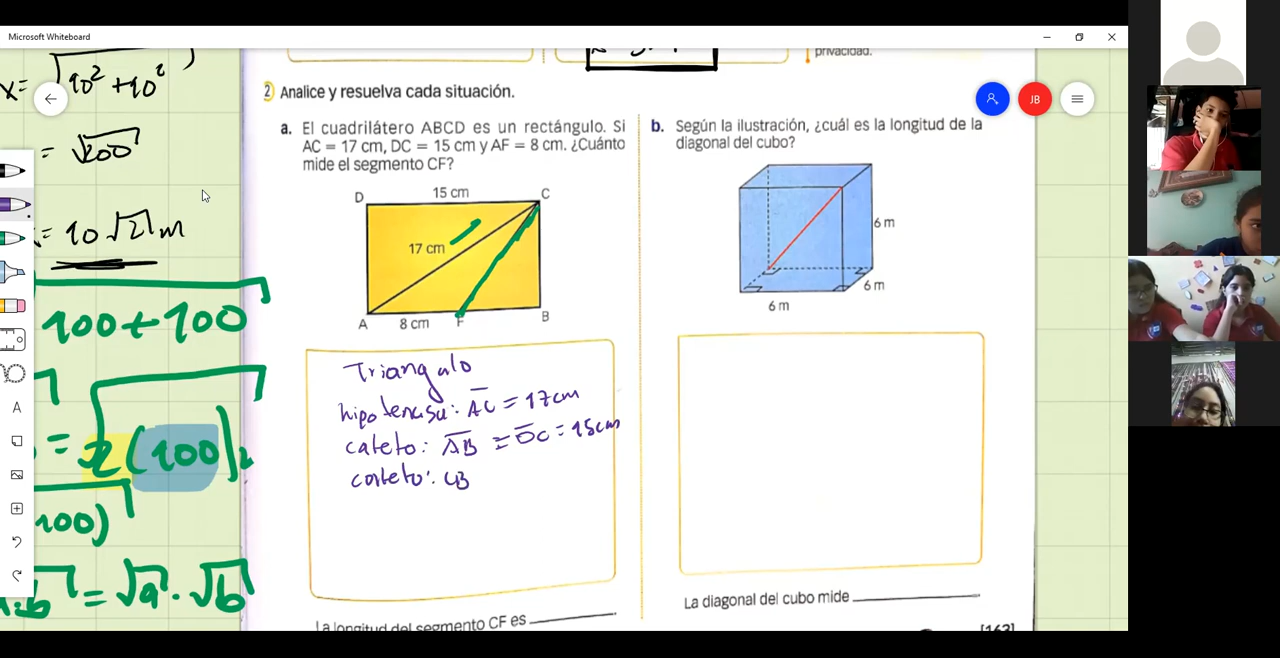 Microsoft Whiteboard
x = √10² + 10²
= √200
= 10√2 m
100 + 100
= 2(100)
100)
= √a · √b
privacidad.
2) Analice y resuelva cada situación.
a. El cuadrilátero ABCD es un rectángulo. Si
AC = 17 cm, DC = 15 cm y AF = 8 cm. ¿Cuánto
mide el segmento CF?
D 15 cm C
17 cm
A 8 cm F B
Triangulo
hipotenusa: AC = 17cm
cateto: AB = DC = 15cm
cateto: CB
La longitud del segmento CF es
b. Según la ilustración, ¿cuál es la longitud de la
diagonal del cubo?
6 m
6 m
6 m
La diagonal del cubo mide
[163]
JB
A